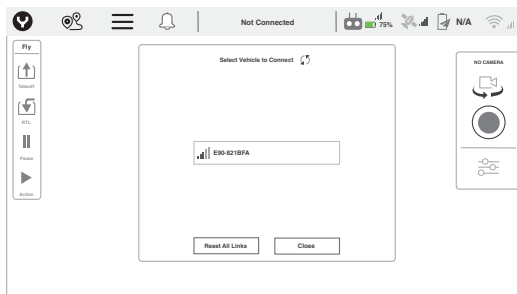 Not Connected
75%
N/A
Fly
Takeoff
RTL
Pause
Action
Select Vehicle to Connect
E90-821BFA
Reset All Links
Close
NO CAMERA